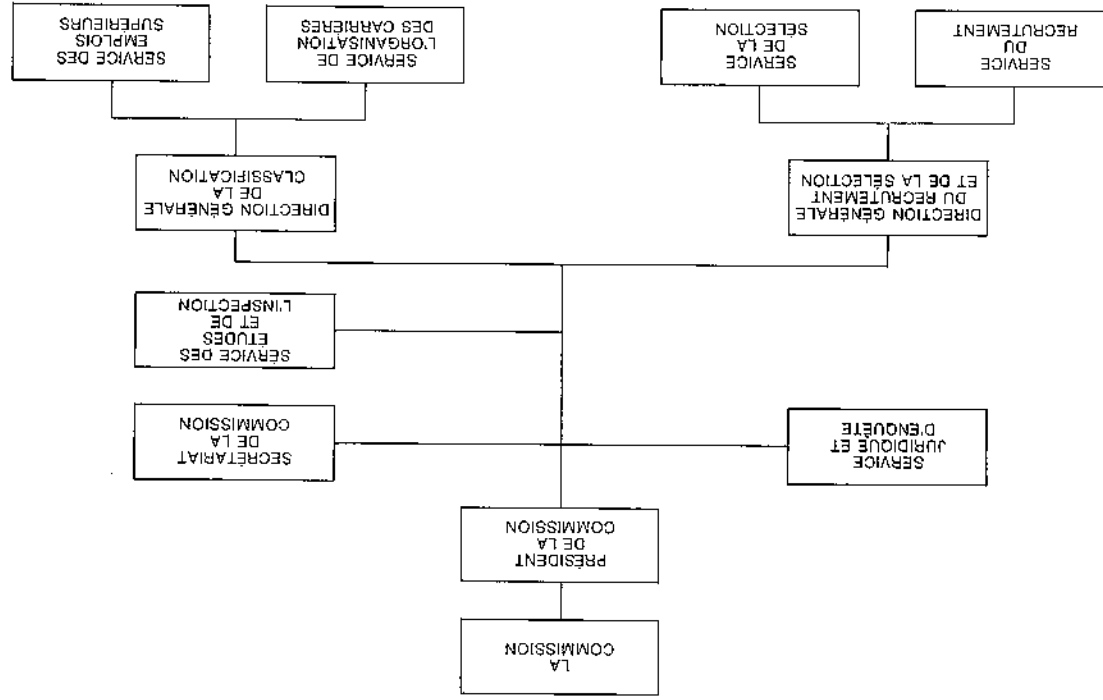 LA
COMMISSION
PRÉSIDENT
DE LA
COMMISSION
SERVICE
JURIDIQUE ET
D'ENQUÊTE
SECRÉTARIAT
DE LA
COMMISSION
SERVICE DES
ÉTUDES
ET DE
L'INSPECTION
DIRECTION GÉNÉRALE
DU RECRUTEMENT
ET DE LA SÉLECTION
DIRECTION GÉNÉRALE
DE LA
CLASSIFICATION
SERVICE
DU
RECRUTEMENT
SERVICE
DE LA
SÉLECTION
SERVICE DE
L'ORGANISATION
DES CARRIÈRES
SERVICE DES
EMPLOIS
SUPÉRIEURS